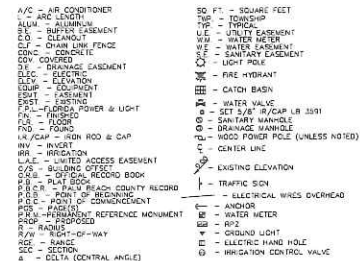 A/C - AIR CONDITIONER
L - ARC LENGTH
ALUM. - ALUMINUM
B.E. - BUFFER EASEMENT
C.O. - CLEANOUT
CLF - CHAIN LINK FENCE
CONC. - CONCRETE
COV. COVERED
D.E. - DRAINAGE EASEMENT
ELEC. - ELECTRIC
ELEV. - ELEVATION
EQUIP - EQUIPMENT
ESMT - EASEMENT
EXIST. - EXISTING
F.P.L.-FLORIDA POWER & LIGHT
FIN. - FINISHED
FLR. - FLOOR
FND. - FOUND
I.R./CAP - IRON ROD & CAP
INV - INVERT
IRR. - IRRIGATION
L.A.E. - LIMITED ACCESS EASEMENT
O/S - BUILDING OFFSET
O.R.B. - OFFICIAL RECORD BOOK
P.B. - PLAT BOOK
P.B.C.R. - PALM BEACH COUNTY RECORD
P.O.B. - POINT OF BEGINNING
P.O.C. - POINT OF COMMENCEMENT
POS - PAGE(S)
P.R.M.-PERMANENT REFERENCE MONUMENT
PROP. - PROPOSED
R - RADIUS
R/W - RIGHT-OF-WAY
RGE. - RANGE
SEC - SECTION
Δ - DELTA (CENTRAL ANGLE)
SQ. FT. - SQUARE FEET
TWP. - TOWNSHIP
TYP. - TYPICAL
U.E. - UTILITY EASEMENT
W.M. - WATER METER
W.E. - WATER EASEMENT
S.E. - SANITARY EASEMENT
- LIGHT POLE
- FIRE HYDRANT
- CATCH BASIN
- WATER VALVE
- SET 5/8" IR/CAP LB 3591
- SANITARY MANHOLE
- DRAINAGE MANHOLE
- WOOD POWER POLE (UNLESS NOTED)
- CENTER LINE
- EXISTING ELEVATION
- TRAFFIC SIGN
- ELECTRICAL WIRES OVERHEAD
- ANCHOR
- WATER METER
- RPZ
- GROUND LIGHT
- ELECTRIC HAND HOLE
- IRRIGATION CONTROL VALVE